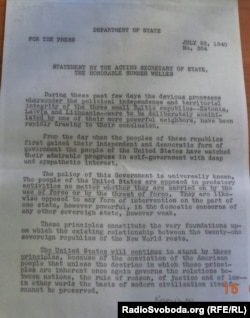 DEPARTMENT OF STATE
FOR THE PRESS
JULY 23, 1940
No. 354
STATEMENT BY THE ACTING SECRETARY OF STATE,
THE HONORABLE SUMNER WELLES
During these past few days the devious processes
whereunder the political independence and territorial
integrity of the three small Baltic republics--Estonia,
Latvia and Lithuania--were to be deliberately annihi-
lated by one of their more powerful neighbors, have been
rapidly drawing to their conclusion.
From the day when the peoples of these republics
first gained their independent and democratic form of
government the people of the United States have watched
their admirable progress in self-government with deep
and sympathetic interest.
The policy of this Government is universally known.
The people of the United States are opposed to predatory
activities no matter whether they are carried on by the
use of force or by the threat of force. They are like-
wise opposed to any form of intervention on the part of
one state, however powerful, in the domestic concerns of
any other sovereign state, however weak.
These principles constitute the very foundations up-
on which the existing relationship between the twenty-one
sovereign republics of the New World rests.
The United States will continue to stand by these
principles, because of the conviction of the American
people that unless the doctrine in which these princi-
ples are inherent once again governs the relations be-
tween nations, the rule of reason, of justice and of law--
in other words the basis of modern civilization itself--
cannot be preserved.
15
RadioSvoboda.org (RFE/RL)